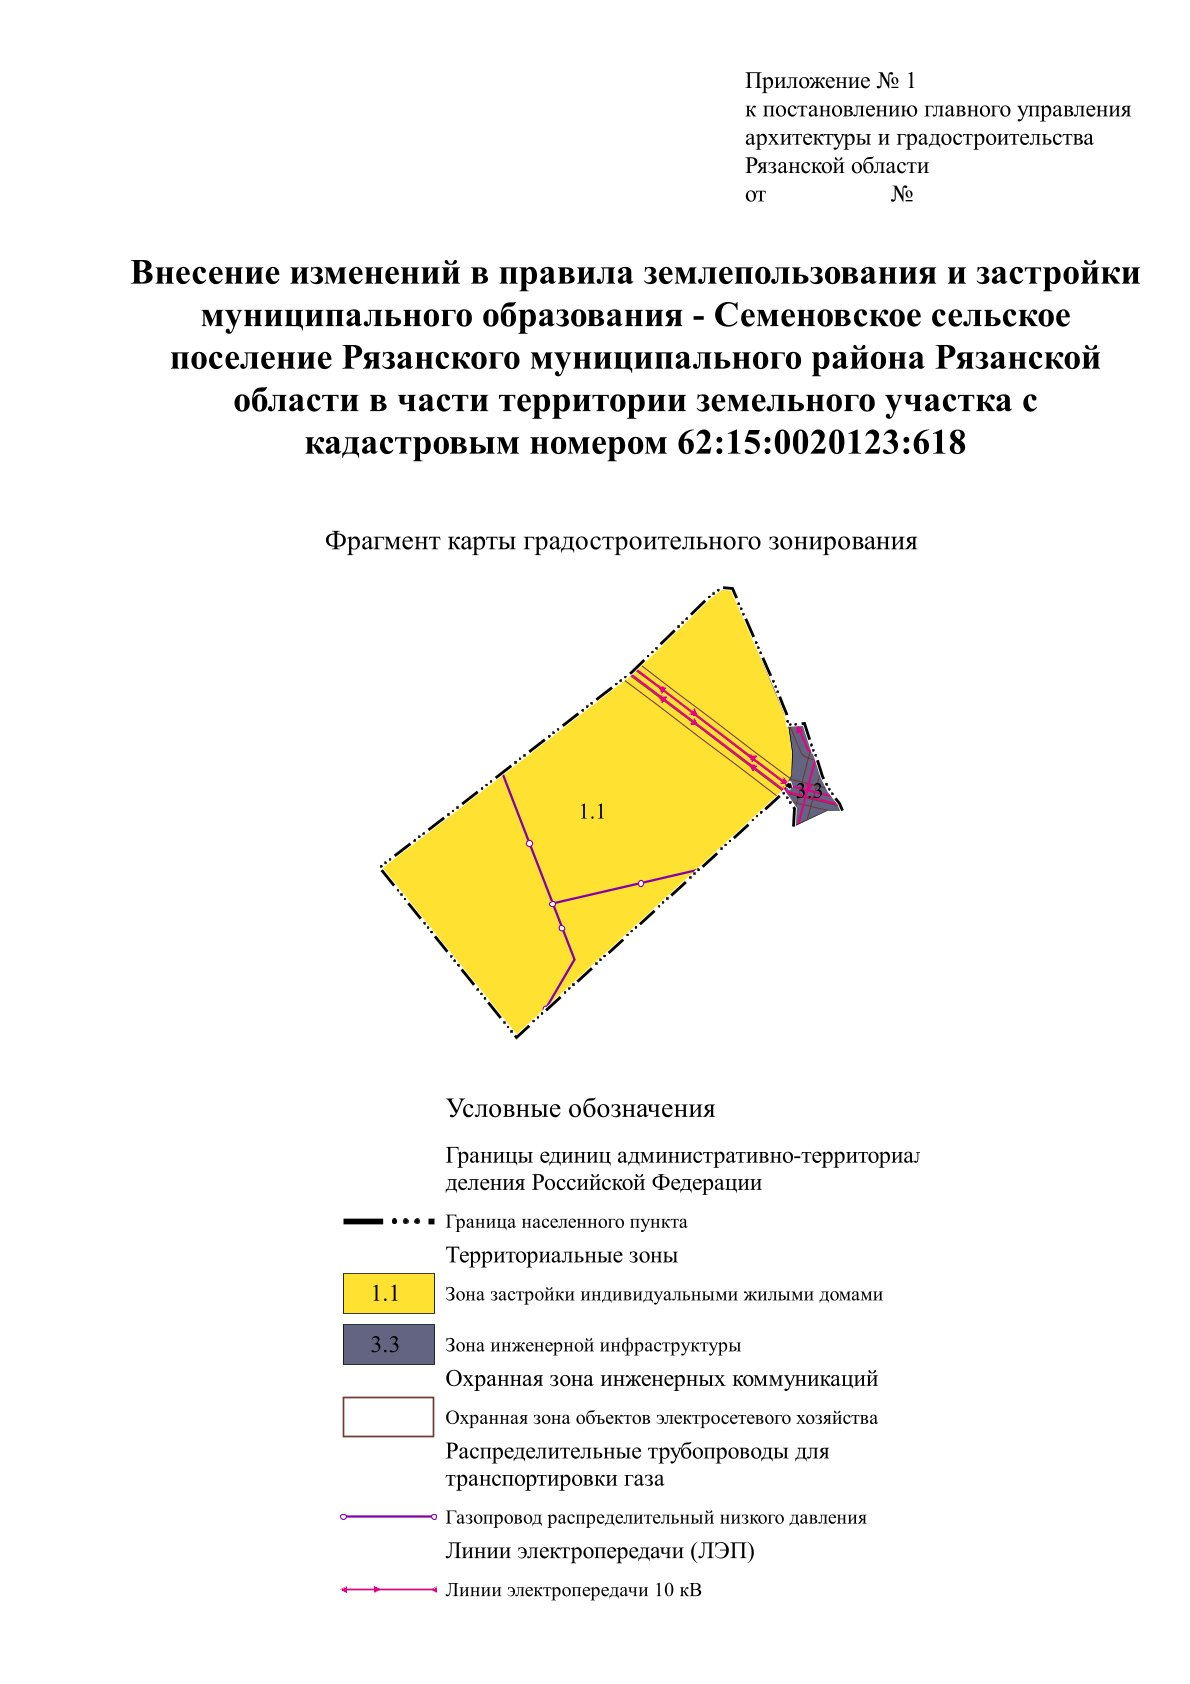 Приложение № 1
к постановлению главного управления
архитектуры и градостроительства
Рязанской области
от №
Внесение изменений в правила землепользования и застройки
муниципального образования - Семеновское сельское
поселение Рязанского муниципального района Рязанской
области в части территории земельного участка с
кадастровым номером 62:15:0020123:618
Фрагмент карты градостроительного зонирования
3.3
1.1
Условные обозначения
Границы единиц административно-территориал
деления Российской Федерации
Граница населенного пункта
Территориальные зоны
1.1 Зона застройки индивидуальными жилыми домами
3.3 Зона инженерной инфраструктуры
Охранная зона инженерных коммуникаций
Охранная зона объектов электросетевого хозяйства
Распределительные трубопроводы для
транспортировки газа
Газопровод распределительный низкого давления
Линии электропередачи (ЛЭП)
Линии электропередачи 10 кВ